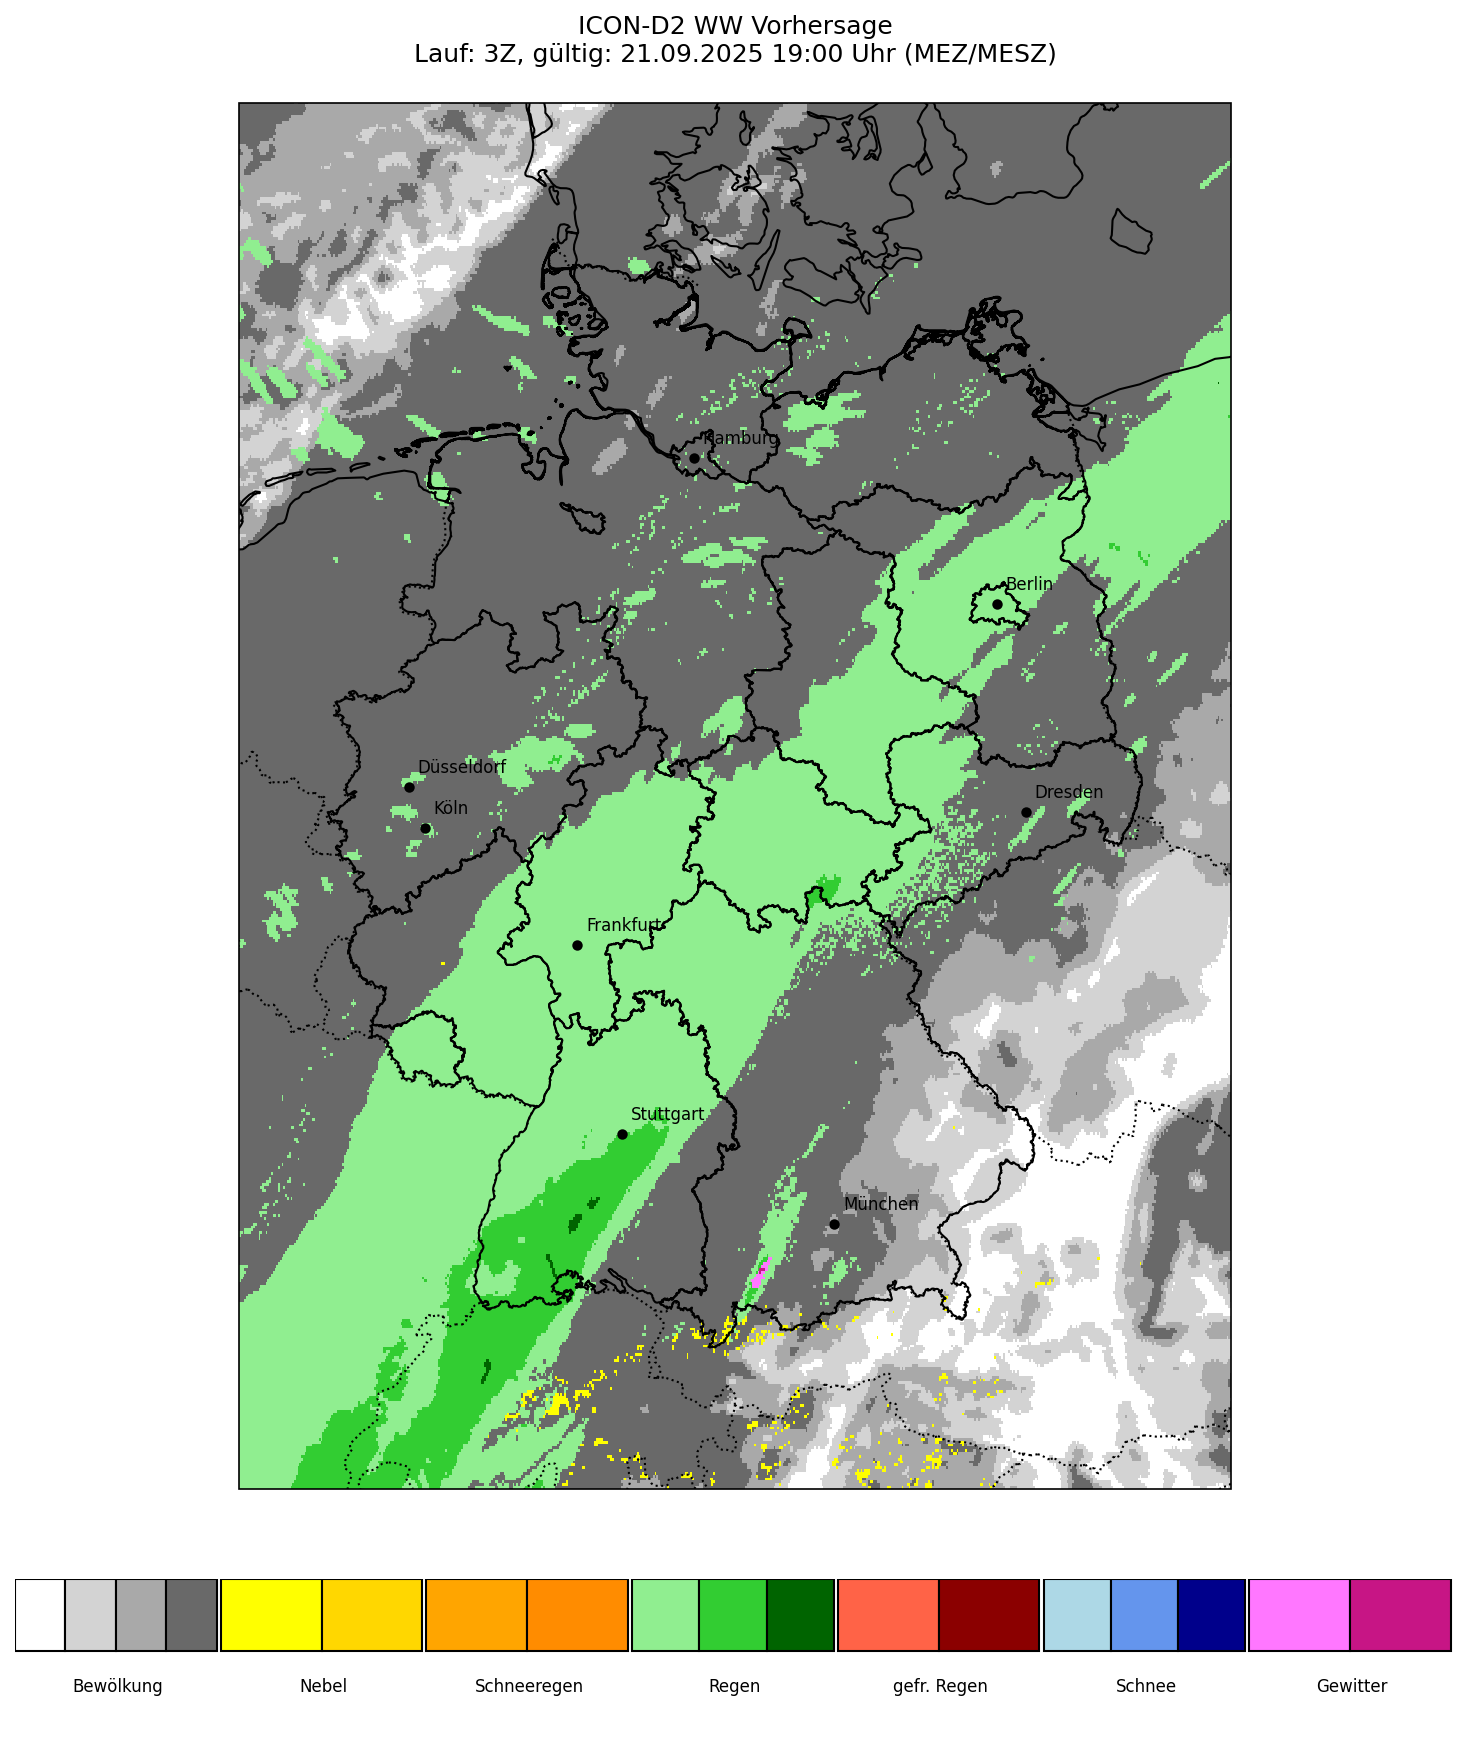 ICON-D2 WW Vorhersage
Lauf: 3Z, gültig: 21.09.2025 19:00 Uhr (MEZ/MESZ)
Hamburg
Berlin
Düsseldorf
Köln
Dresden
Frankfurt
Stuttgart
München
Bewölkung
Nebel
Schneeregen
Regen
gefr. Regen
Schnee
Gewitter